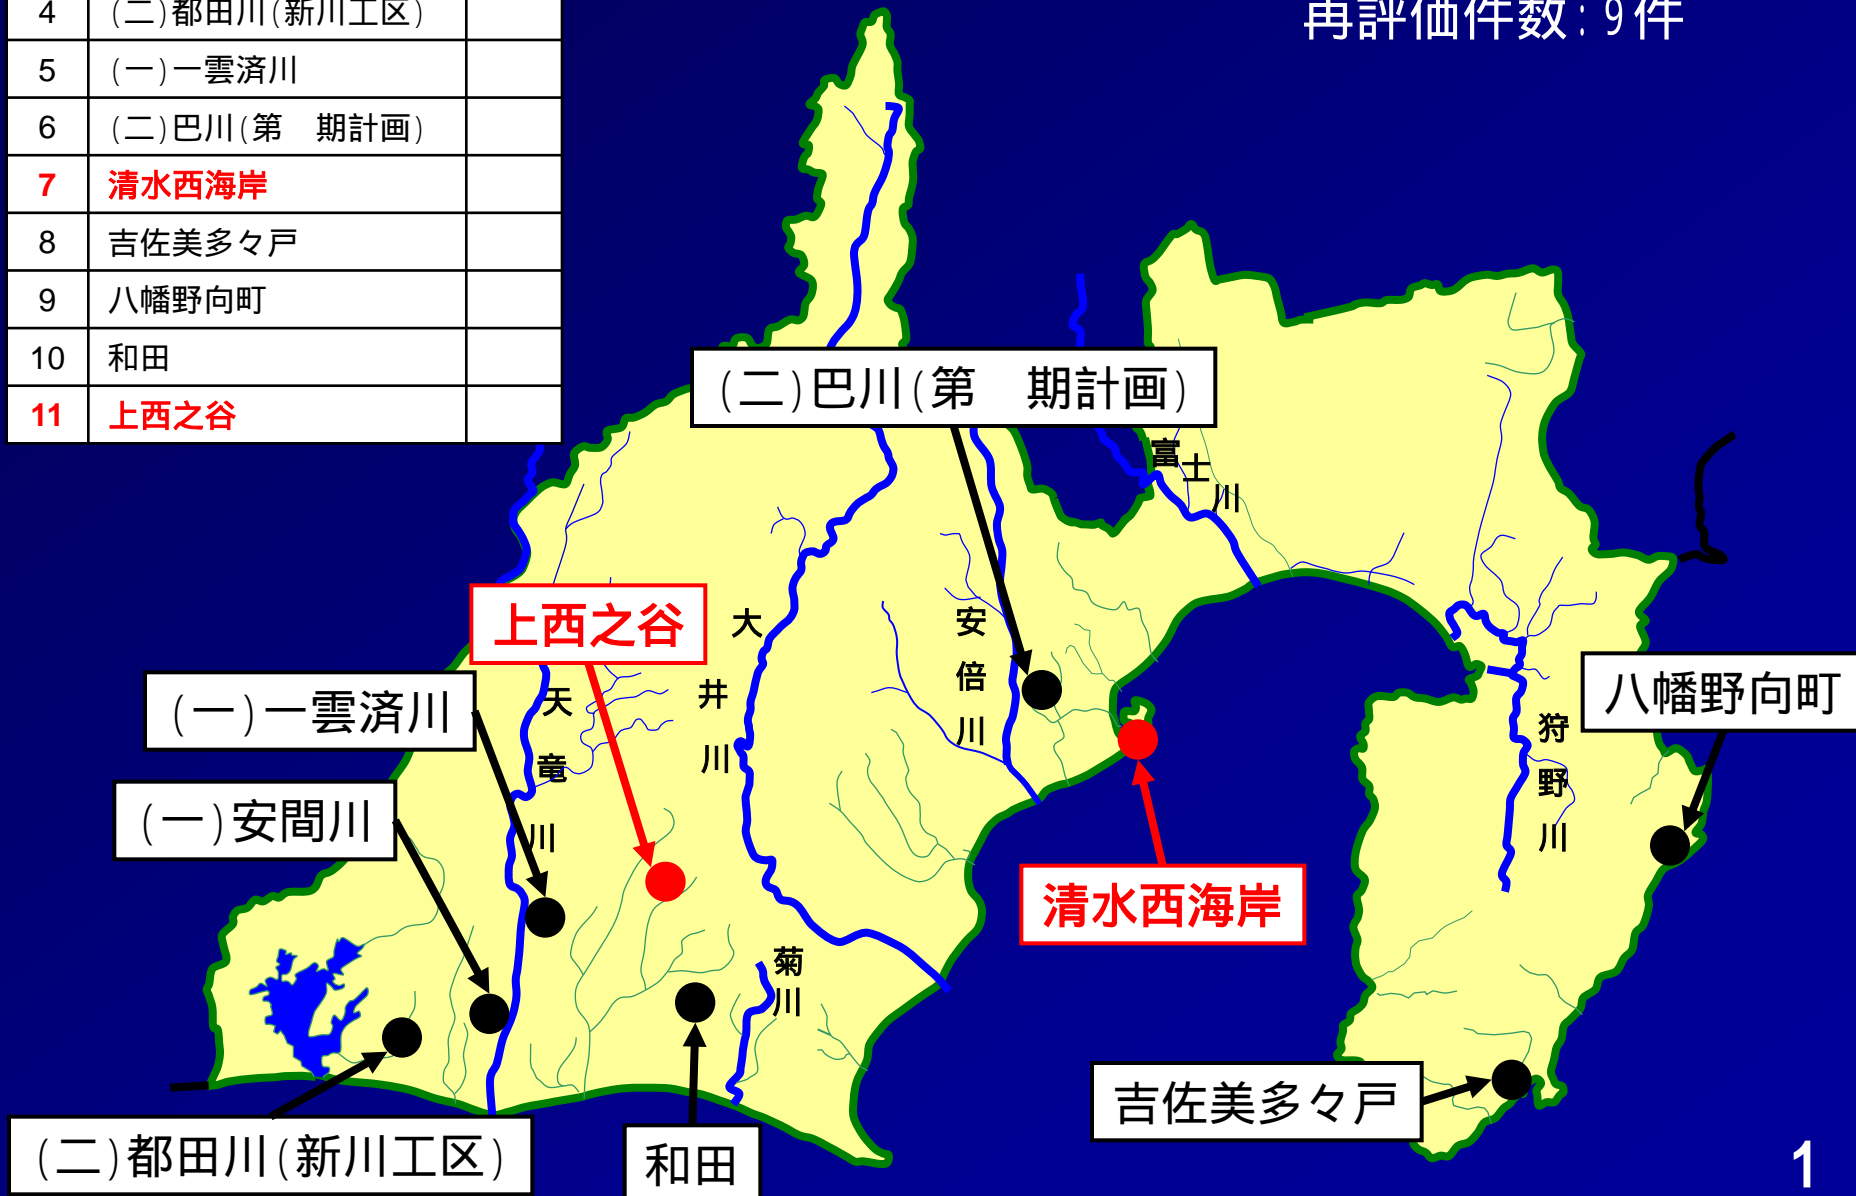 再評価件数:9件
4 (二)都田川(新川工区)
5 (一)一雲済川
6 (二)巴川(第　期計画)
7 清水西海岸
8 吉佐美多々戸
9 八幡野向町
10 和田
11 上西之谷
(二)巴川(第　期計画)
富士川
上西之谷
大井川
安倍川
八幡野向町
(一)一雲済川
天竜川
狩野川
(一)安間川
清水西海岸
菊川
吉佐美多々戸
(二)都田川(新川工区)
和田
1